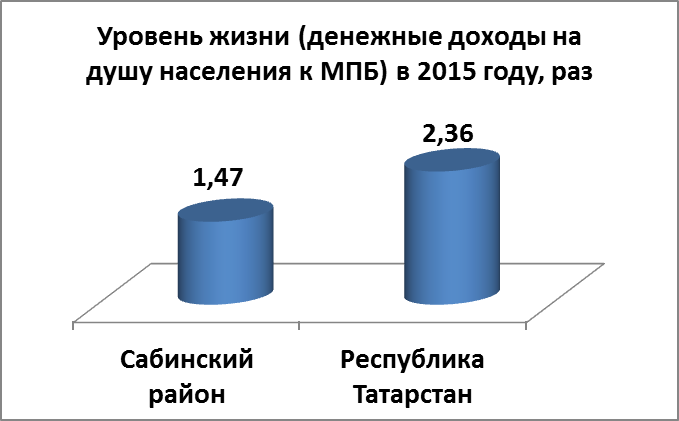 Уровень жизни (денежные доходы на
душу населения к МПБ) в 2015 году, раз
2,36
1,47
Сабинский
район
Республика
Татарстан